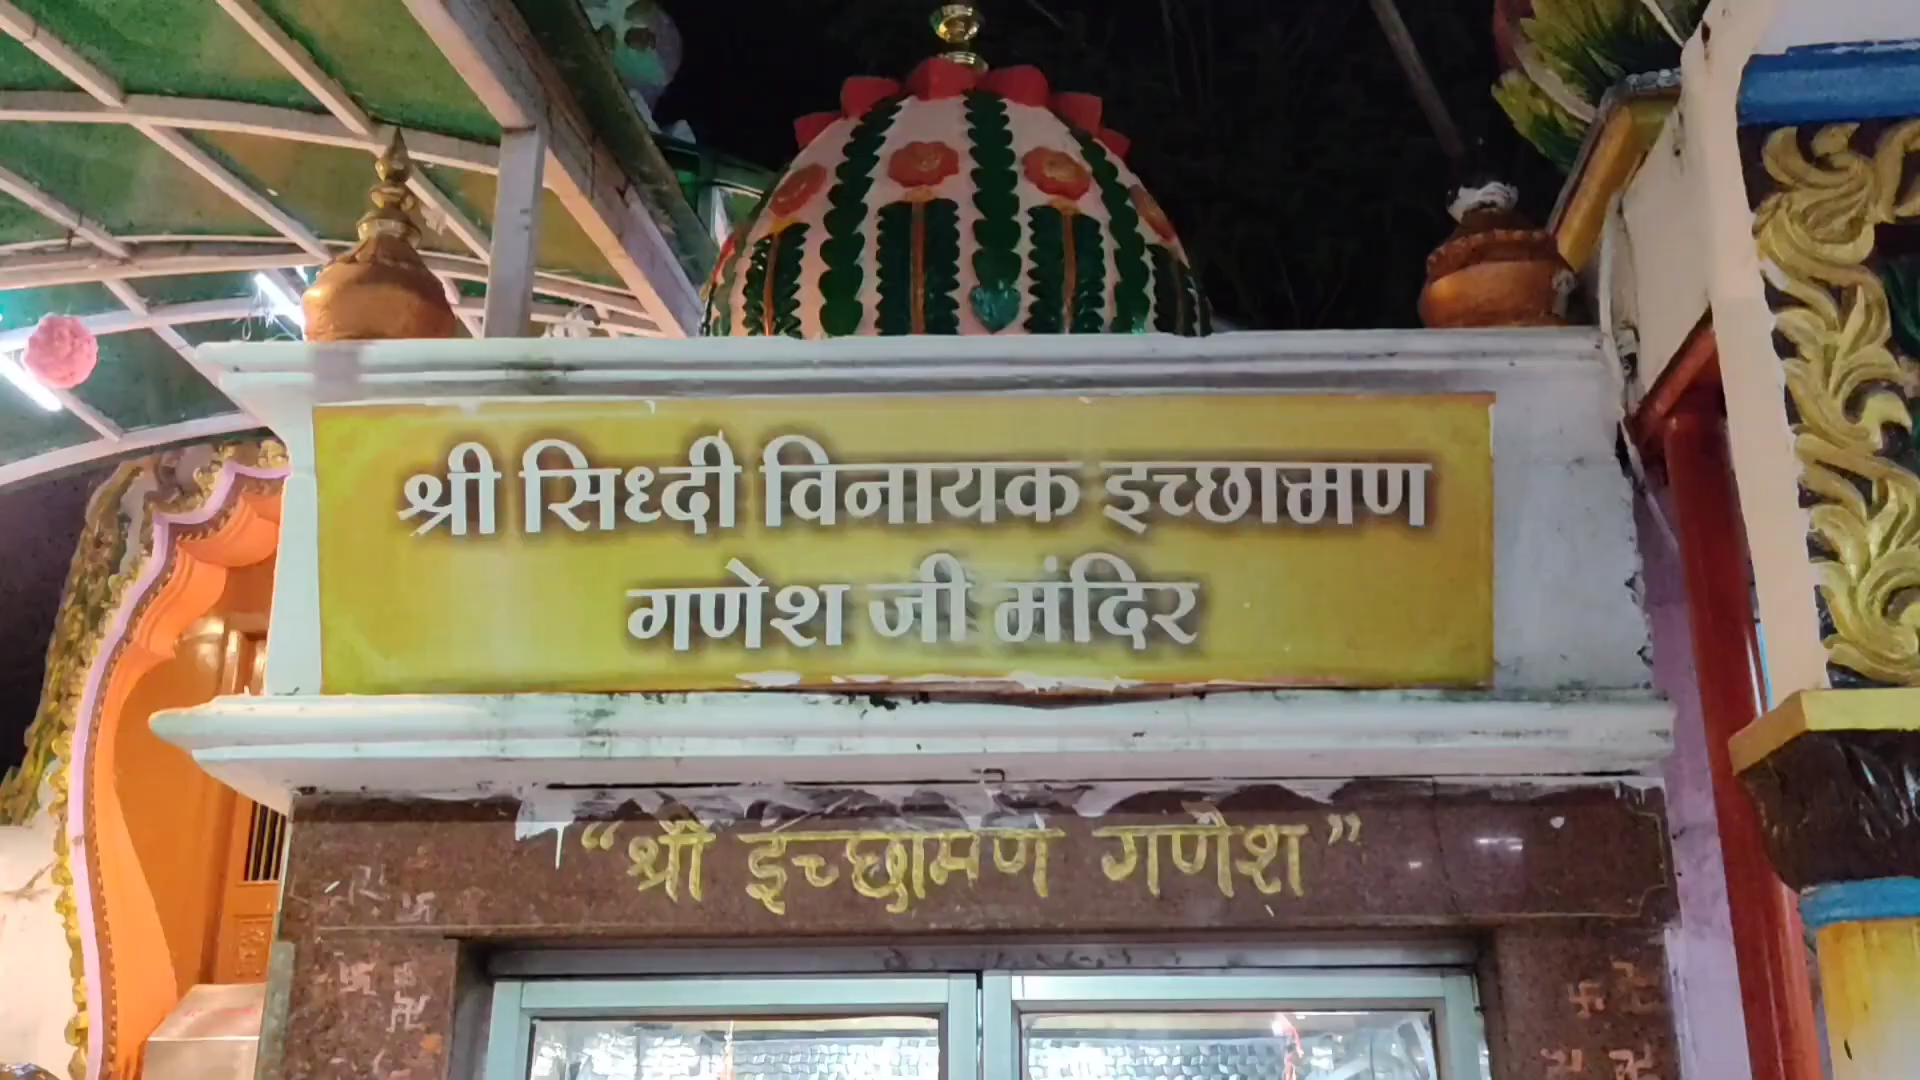 श्री सिध्दी विनायक इच्छामण
गणेश जी मंदिर
“श्री इच्छामण गणेश”